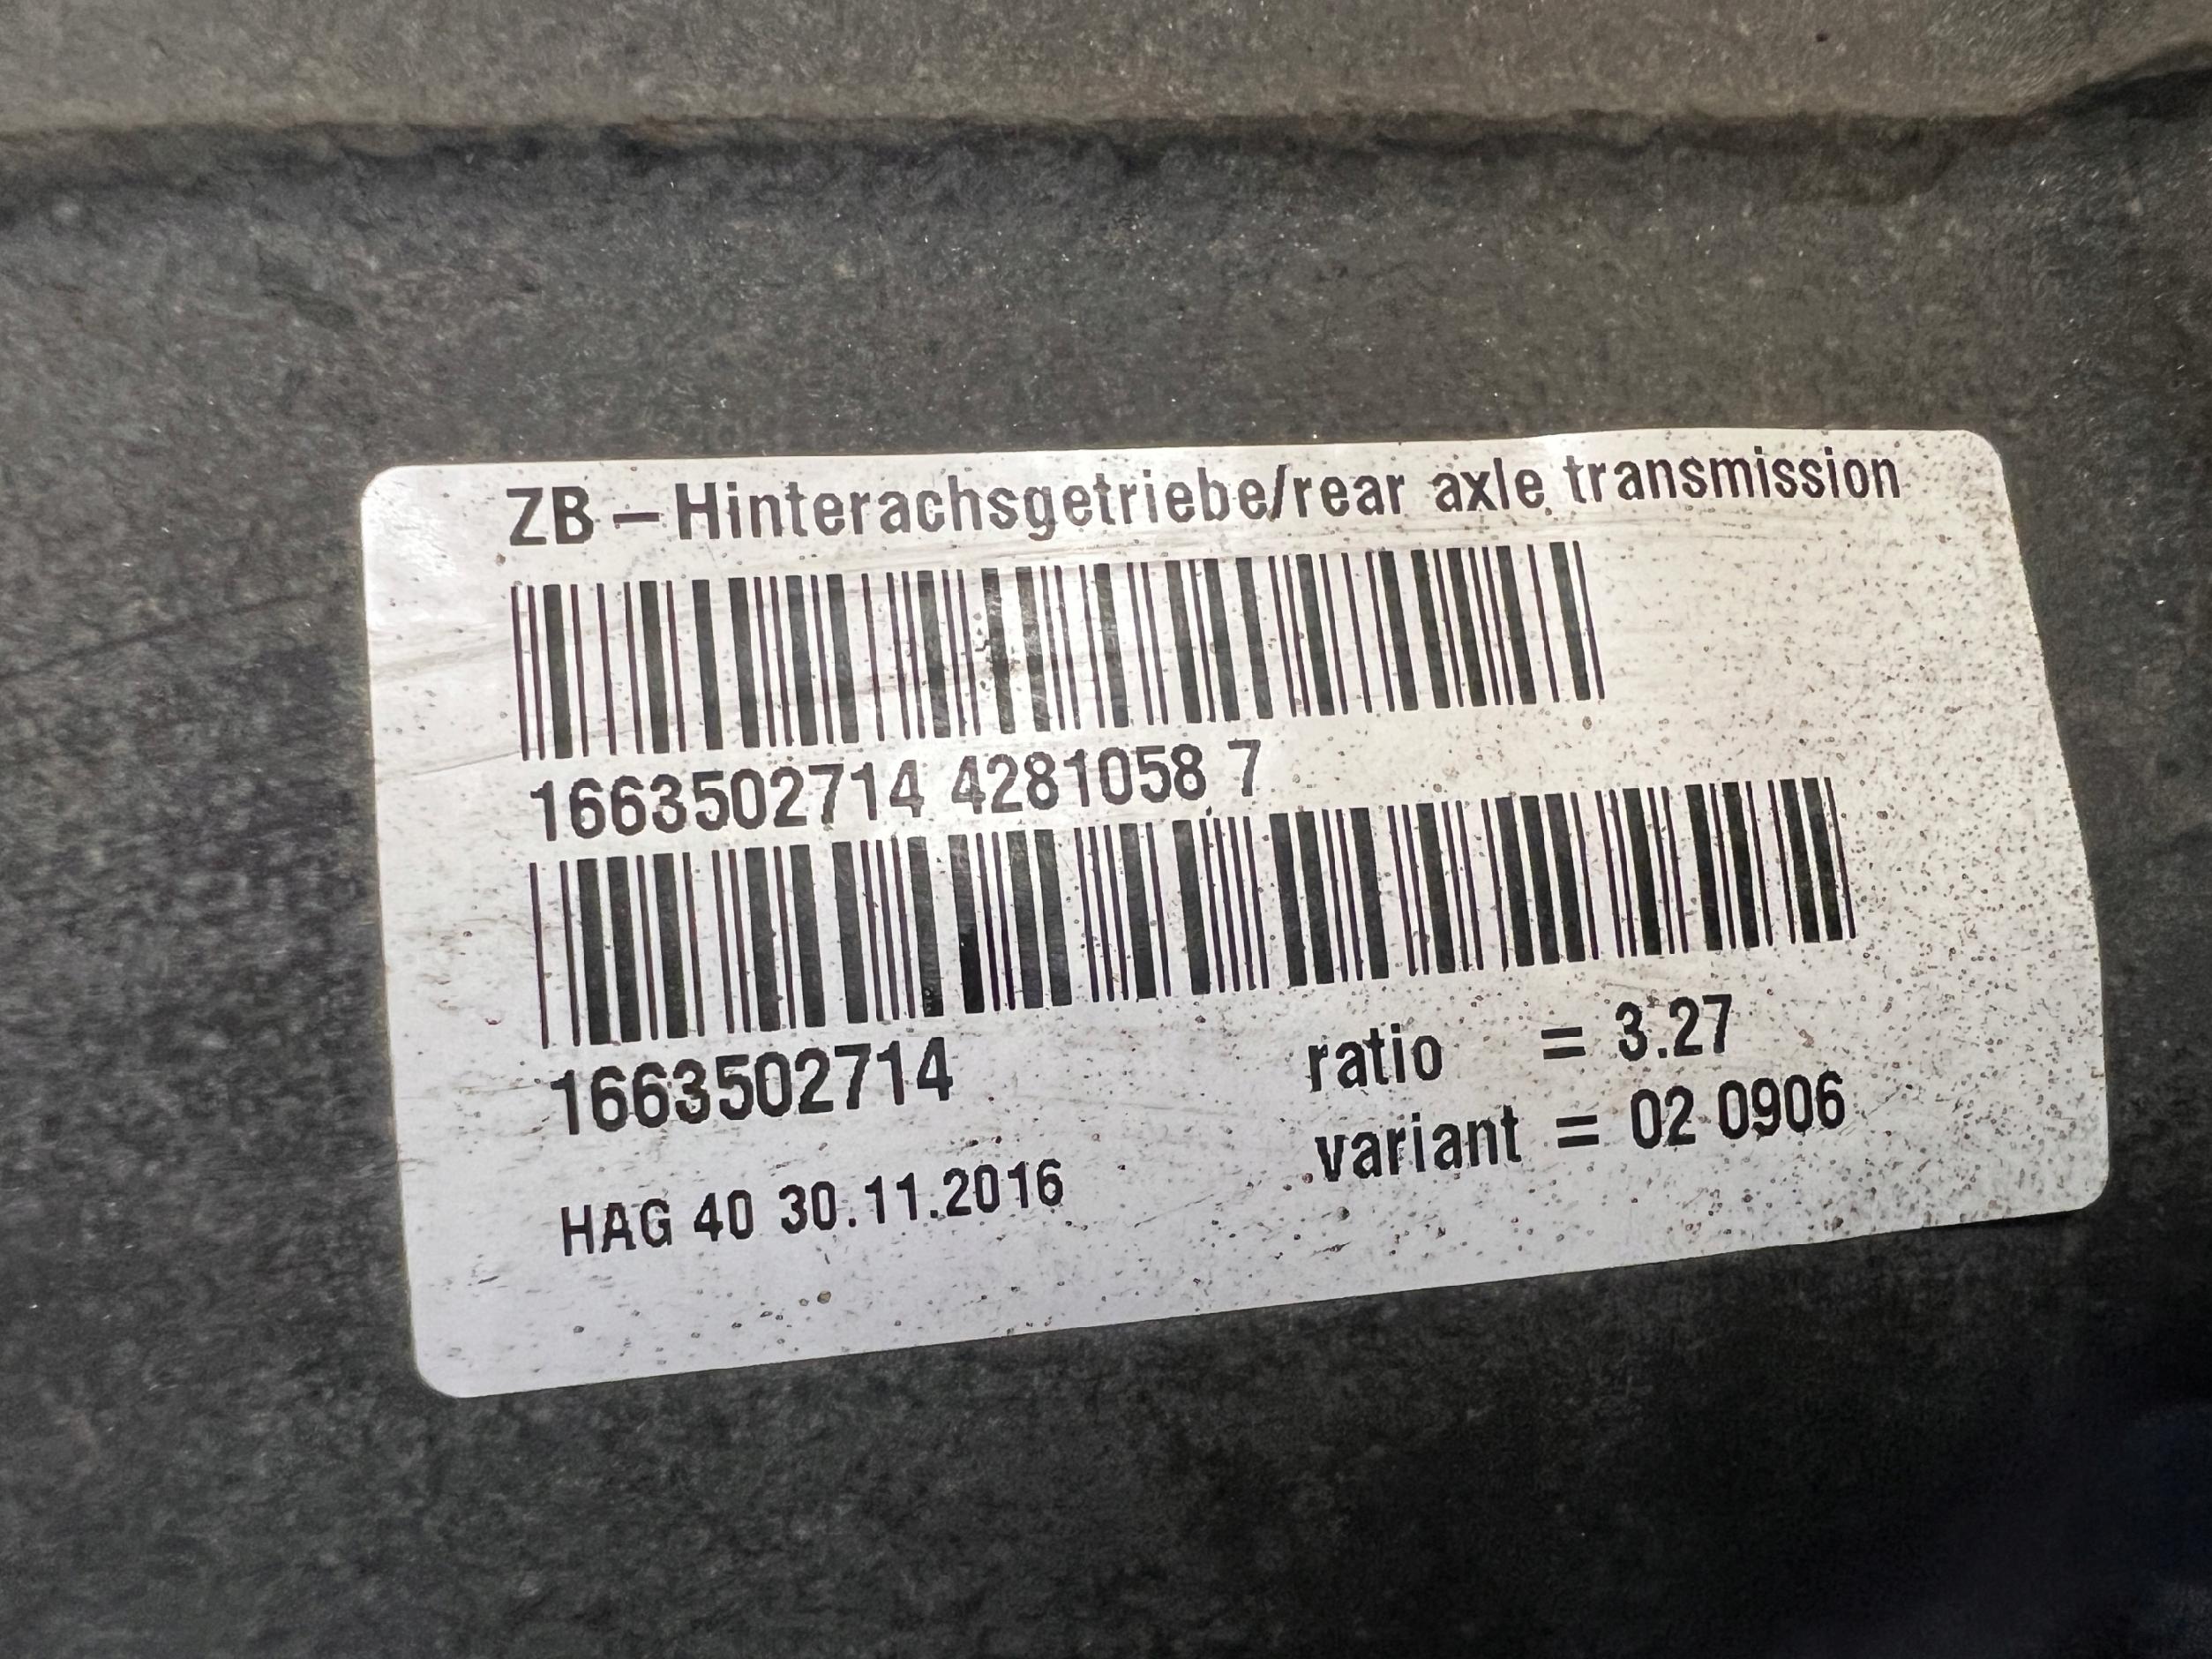 ZB – Hinterachsgetriebe/rear axle transmission
1663502714 4281058 7
1663502714
ratio = 3.27
variant = 02 0906
HAG 40 30.11.2016